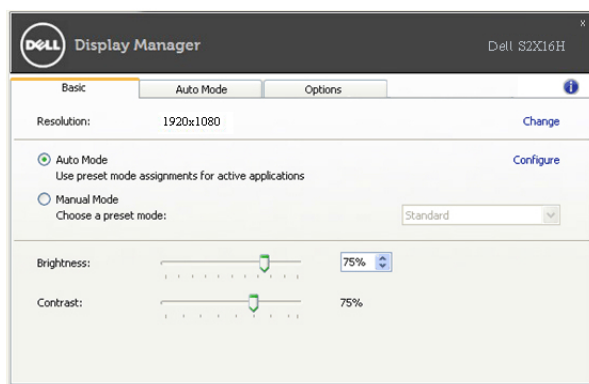 x
DELL Display Manager Dell S2X16H
Basic Auto Mode Options i
Resolution: 1920x1080 Change
Auto Mode Configure
Use preset mode assignments for active applications
Manual Mode
Choose a preset mode: Standard
Brightness: 75%
Contrast: 75%